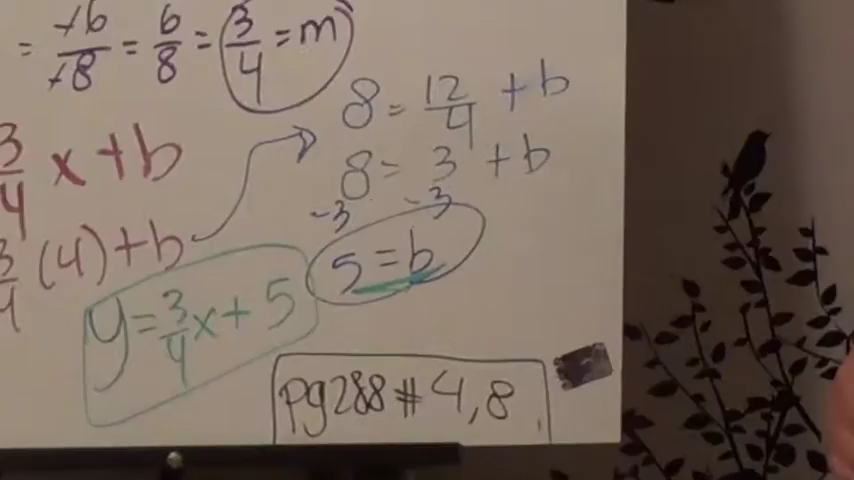 = -6/-8 = 6/8 = 3/4 = m
8 = 12/4 + b
3/4 x + b
8 = 3 + b
-3 -3
3/4 (4) + b
5 = b
y = 3/4 x + 5
pg 288 # 4, 8